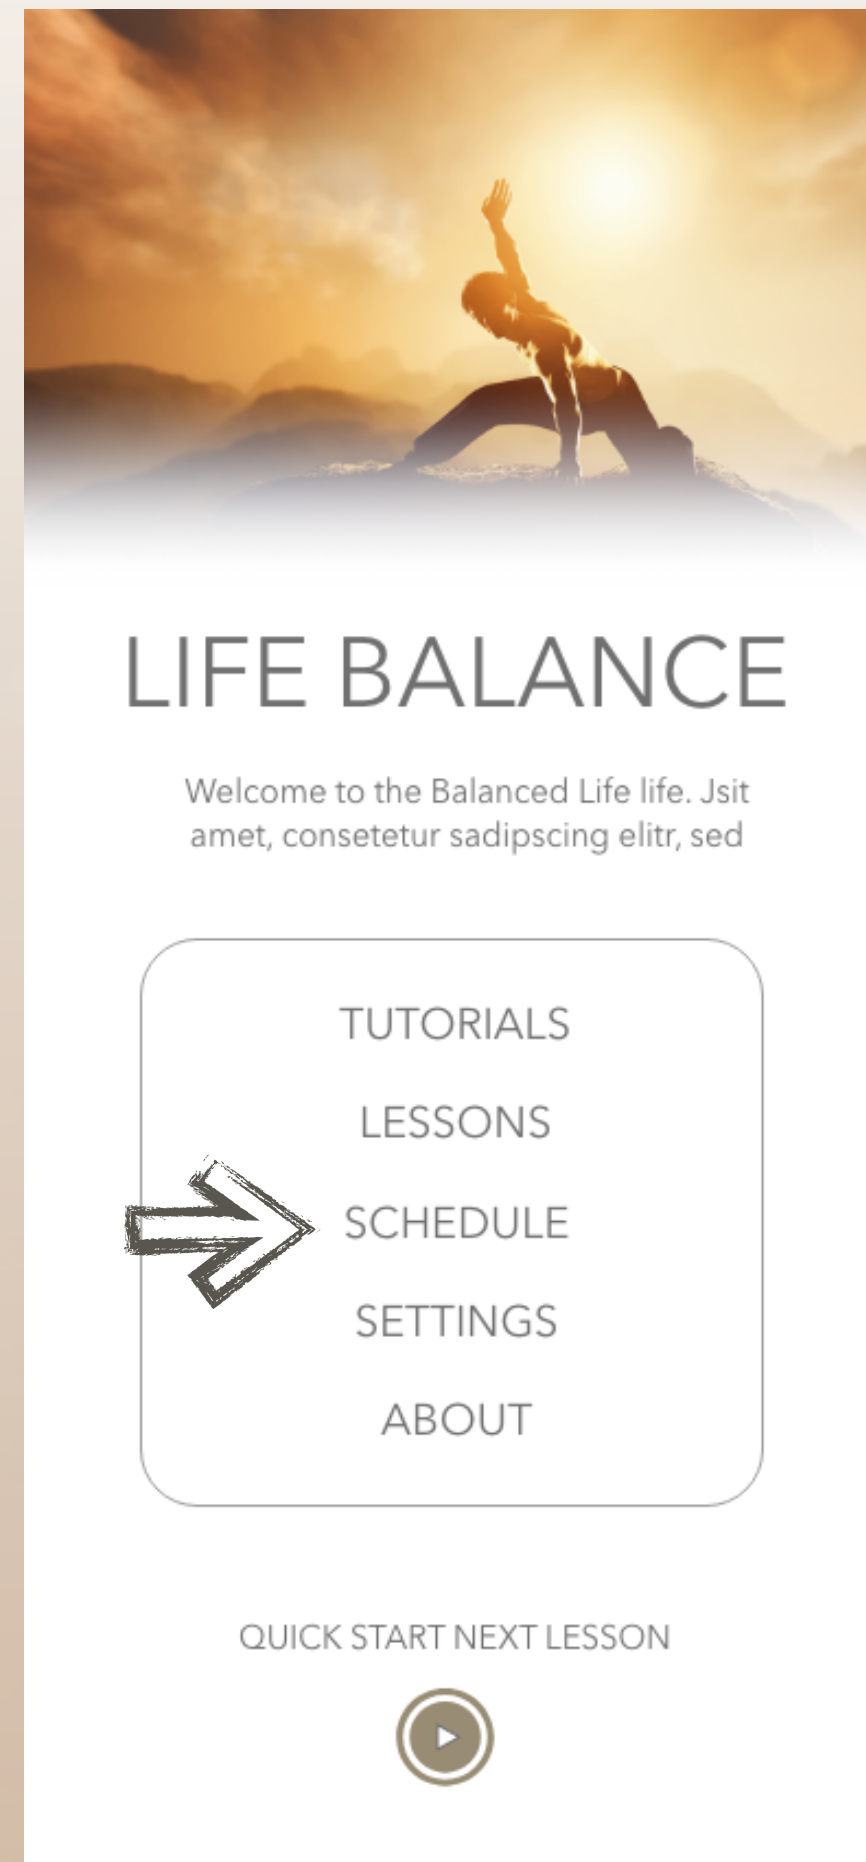 LIFE BALANCE
Welcome to the Balanced Life life. Jsit
amet, consetetur sadipscing elitr, sed
TUTORIALS
LESSONS
SCHEDULE
SETTINGS
ABOUT
QUICK START NEXT LESSON